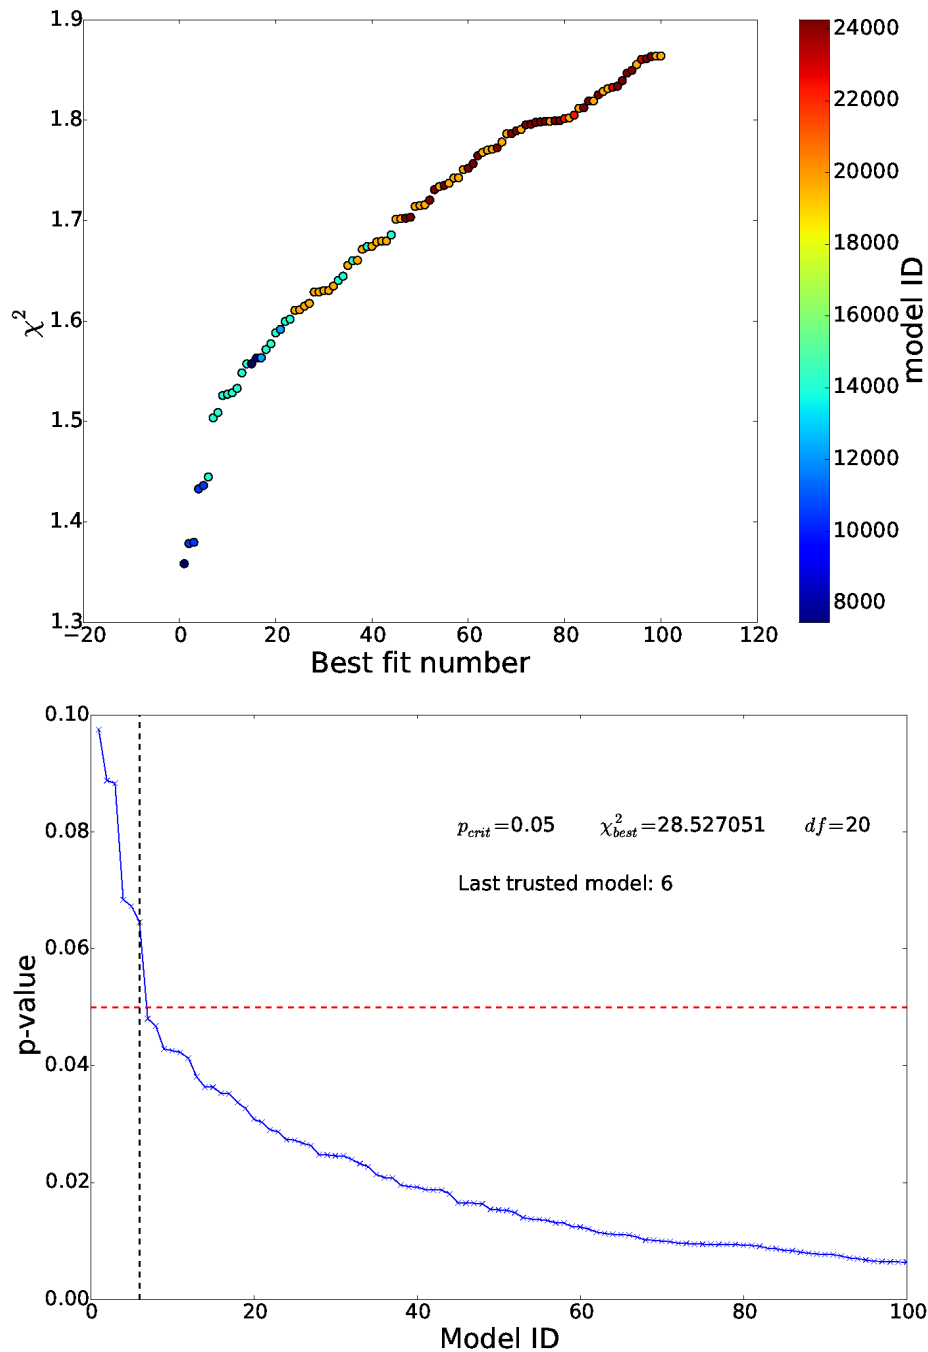 1.9
1.8
1.7
1.6
1.5
1.4
1.3
χ²
−20 0 20 40 60 80 100 120
Best fit number
24000
22000
20000
18000
16000
14000
12000
10000
8000
model ID
0.10
0.08
0.06
0.04
0.02
0.00
p-value
p_crit=0.05 χ²_best=28.527051 df=20
Last trusted model: 6
0 20 40 60 80 100
Model ID